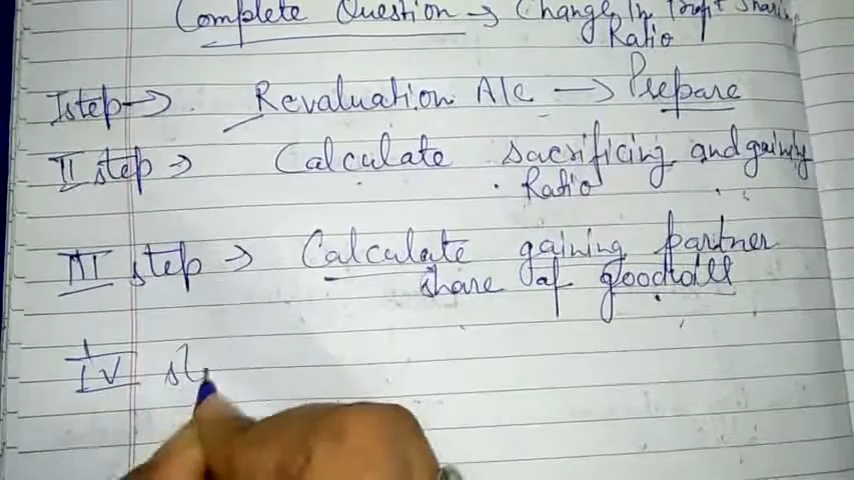 Complete Question → Change In Profit Sharing
Ratio
I step → Revaluation A/c → Prepare
II step → Calculate sacrificing and gaining
Ratio
III step → Calculate gaining partner
share of goodwill
IV st